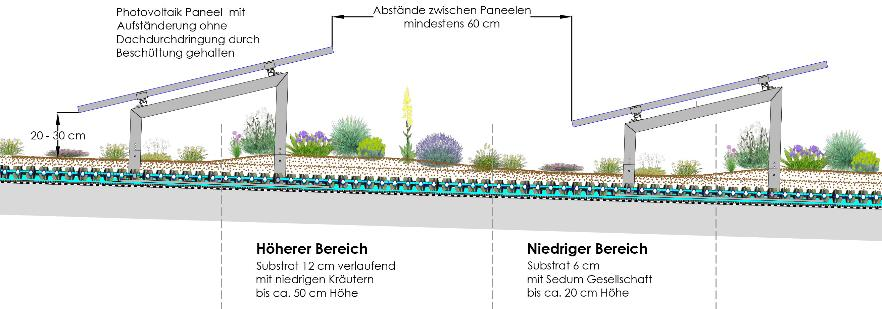 Photovoltaik Paneel mit
Aufständerung ohne
Dachdurchdringung durch
Beschüttung gehalten
Abstände zwischen Paneelen
mindestens 60 cm
20 - 30 cm
Höherer Bereich
Substrat 12 cm verlaufend
mit niedrigen Kräutern
bis ca. 50 cm Höhe
Niedriger Bereich
Substrat 6 cm
mit Sedum Gesellschaft
bis ca. 20 cm Höhe